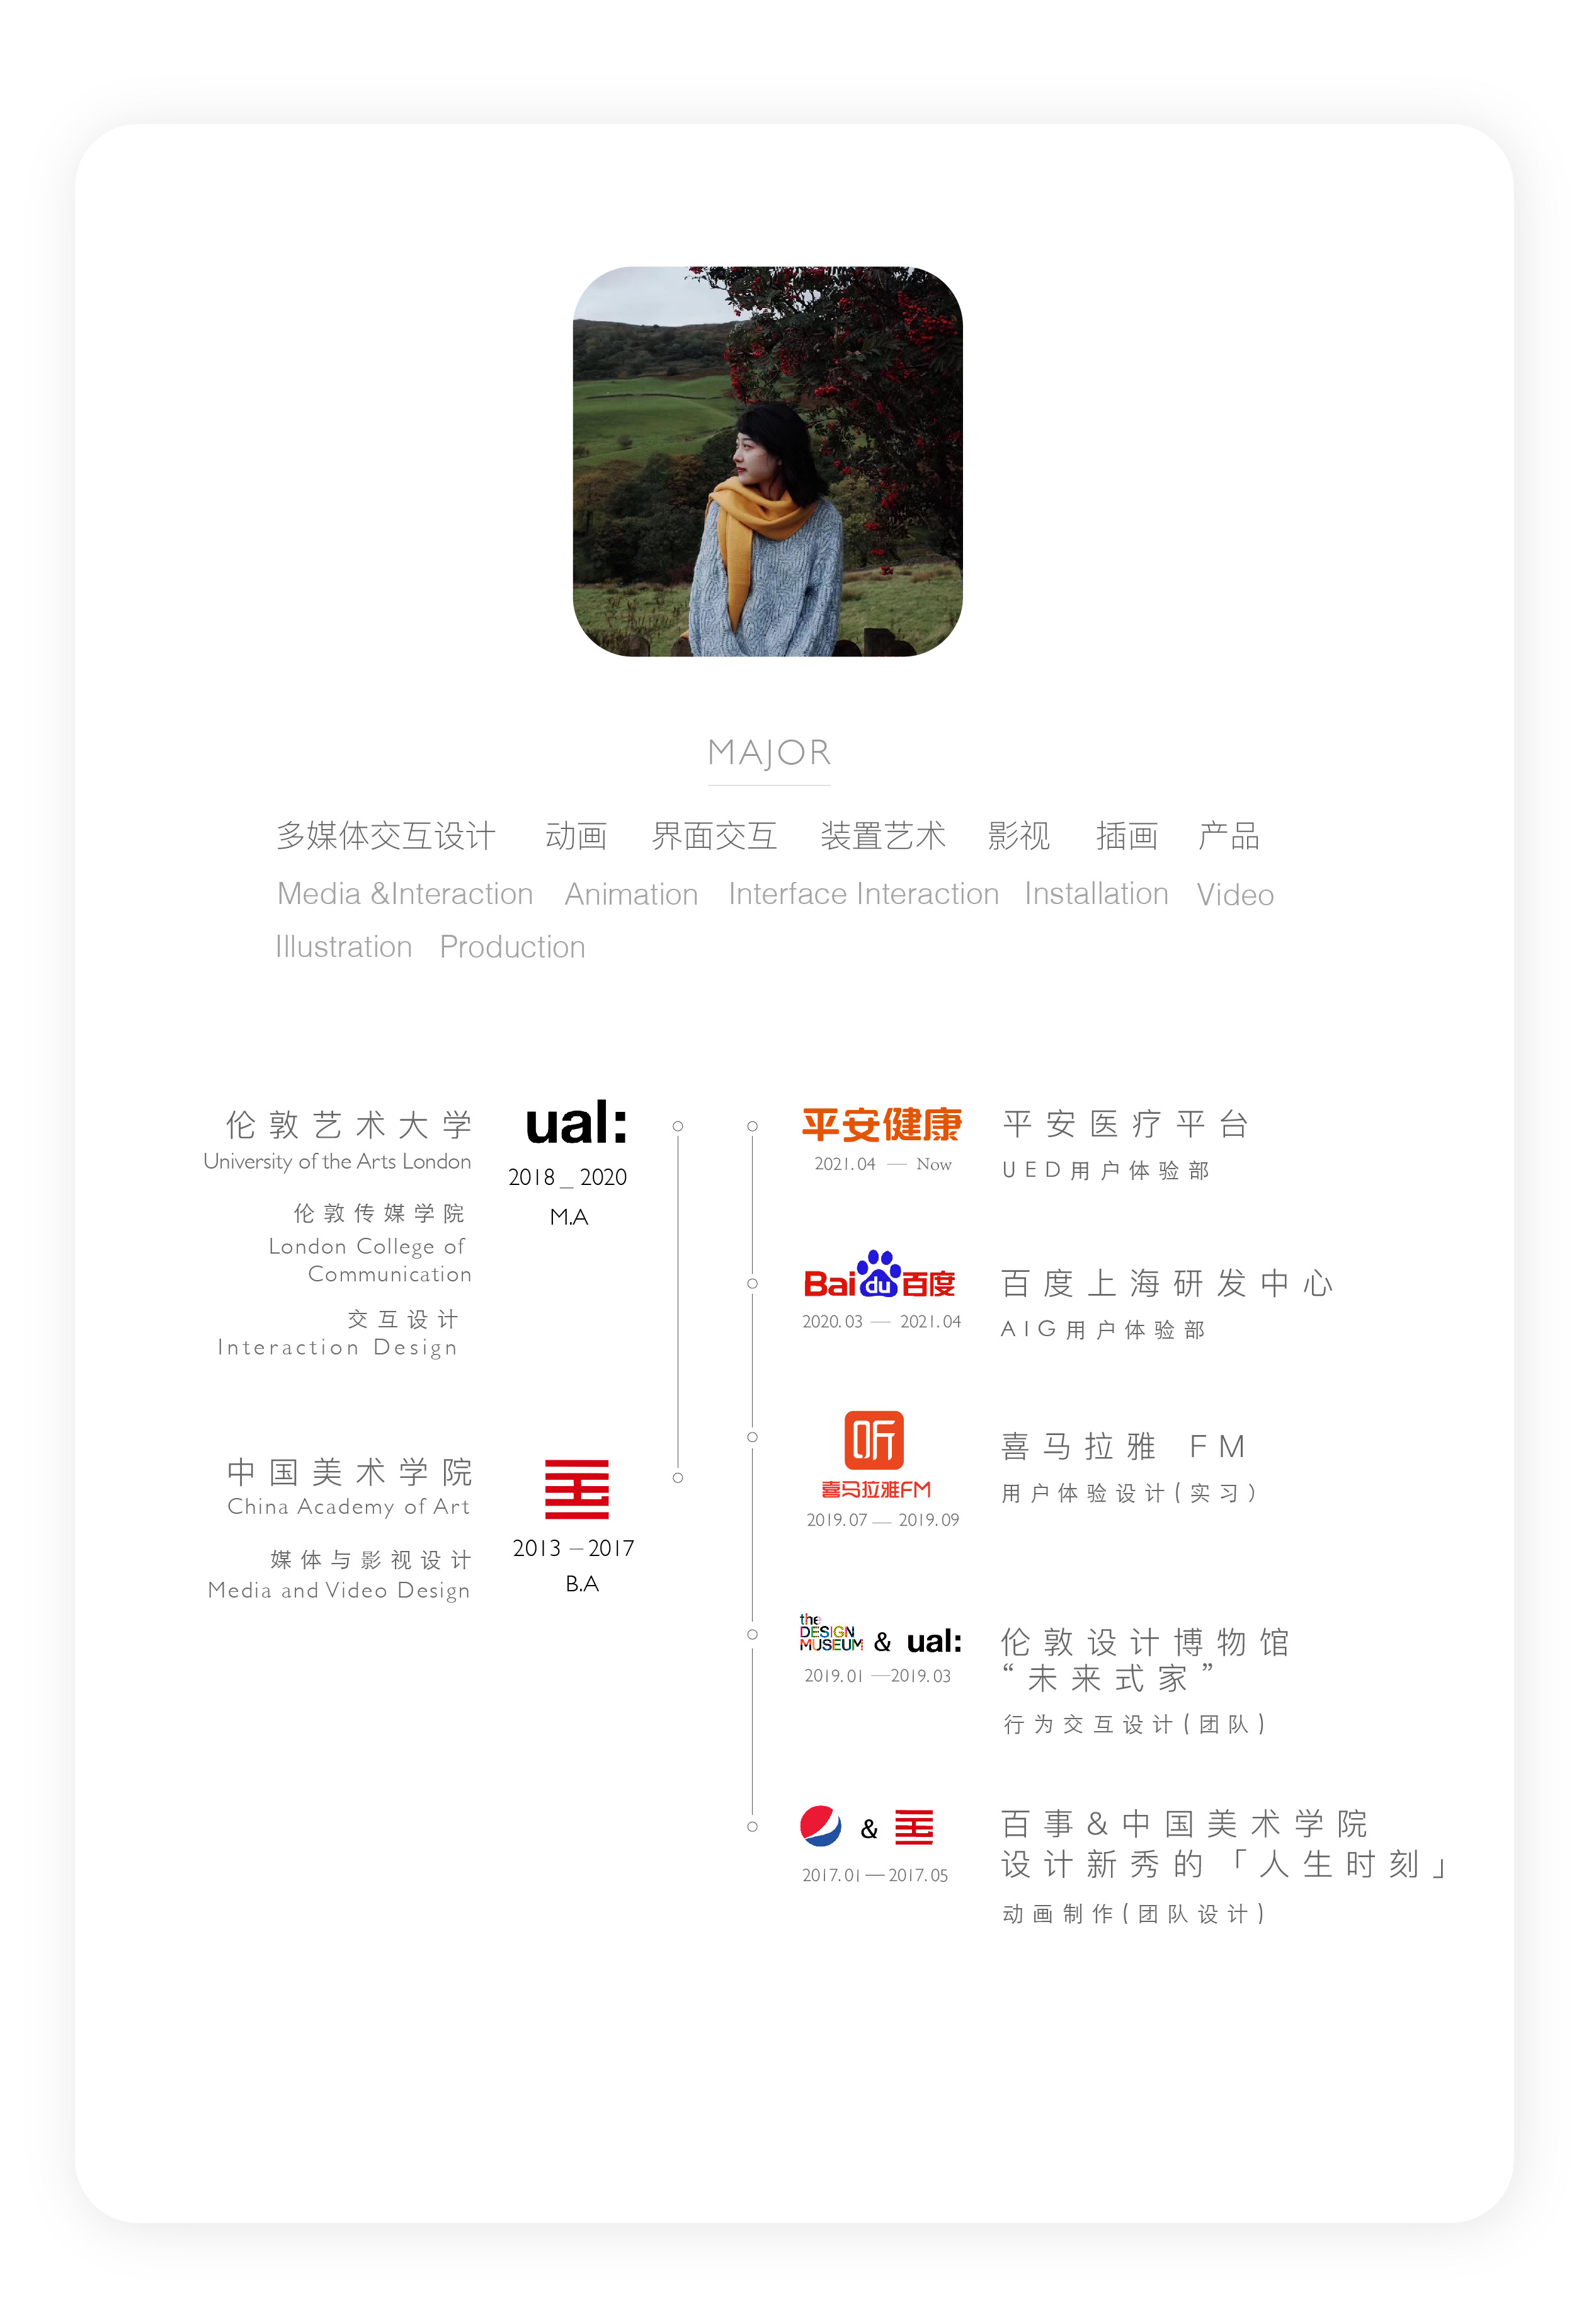 MAJOR
多媒体交互设计 动画 界面交互 装置艺术 影视 插画 产品
Media &Interaction Animation Interface Interaction Installation Video
Illustration Production
伦敦艺术大学
University of the Arts London
伦敦传媒学院
London College of
Communication
交互设计
Interaction Design
ual:
2018 _ 2020
M.A
中国美术学院
China Academy of Art
媒体与影视设计
Media and Video Design
2013 — 2017
B.A
平安健康
2021.04 — Now
平安医疗平台
UED用户体验部
Bai du 百度
2020.03 — 2021.04
百度上海研发中心
AIG用户体验部
听
喜马拉雅FM
2019.07 — 2019.09
喜马拉雅 FM
用户体验设计(实习)
the
DESIGN
MUSEUM & ual:
2019.01 —2019.03
伦敦设计博物馆
“未来式家”
行为交互设计(团队)
&
2017.01—2017.05
百事&中国美术学院
设计新秀的「人生时刻」
动画制作(团队设计)